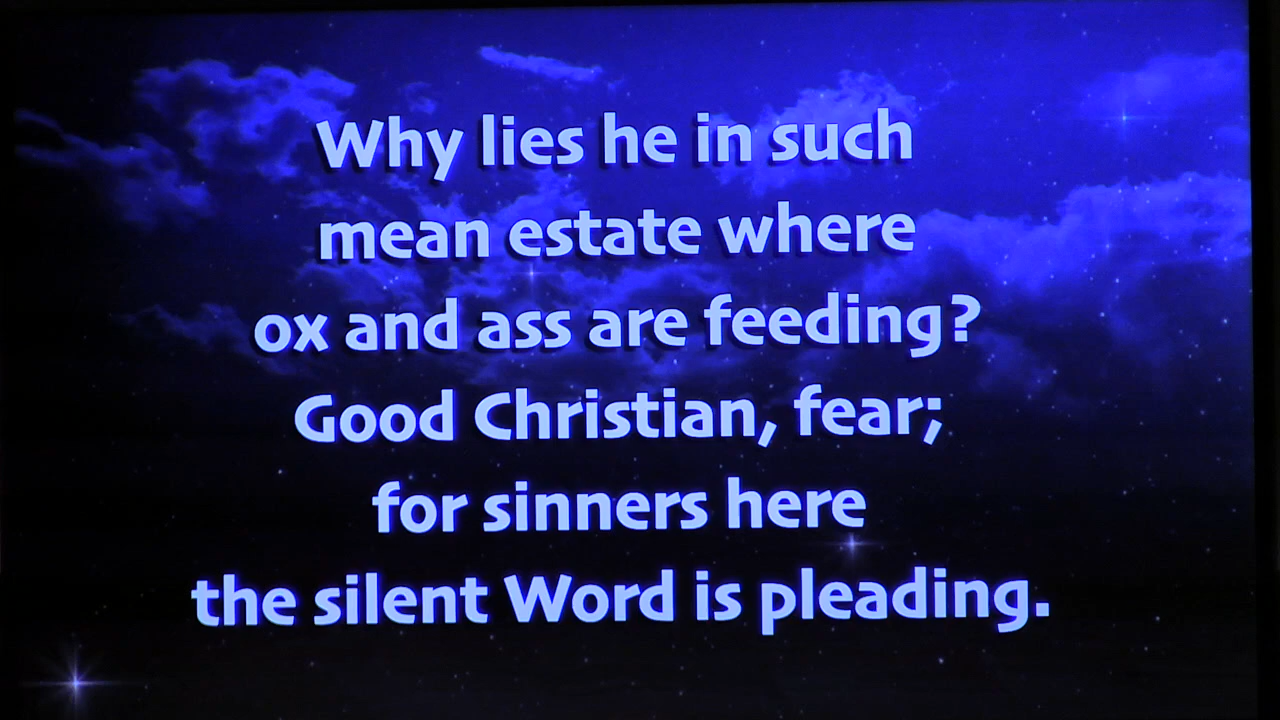 Why lies he in such
mean estate where
ox and ass are feeding?
Good Christian, fear;
for sinners here
the silent Word is pleading.